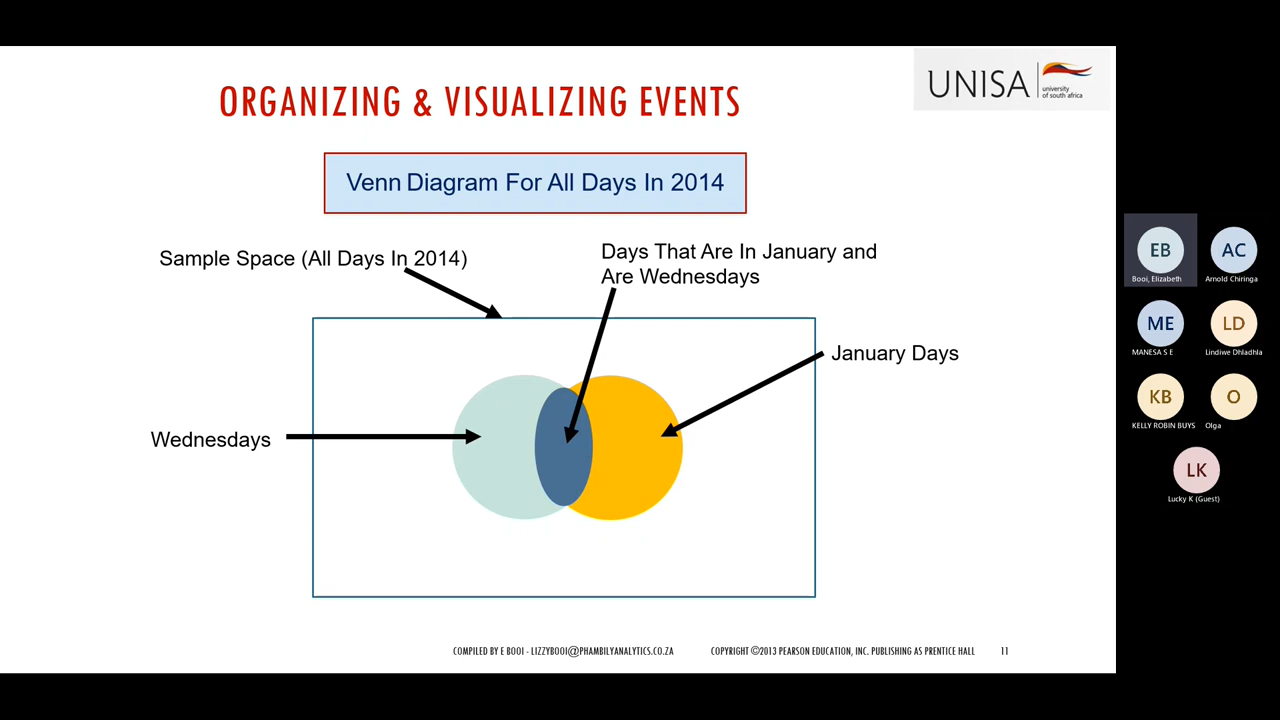 ORGANIZING & VISUALIZING EVENTS
UNISA
university
of south africa
Venn Diagram For All Days In 2014
Sample Space (All Days In 2014)
Days That Are In January and
Are Wednesdays
January Days
Wednesdays
COMPILED BY E BOOI - LIZZYBOOI@PHAMBILYANALYTICS.CO.ZA
COPYRIGHT ©2013 PEARSON EDUCATION, INC. PUBLISHING AS PRENTICE HALL
11
EB
Booi, Elizabeth
AC
Arnold Chiringa
ME
MANESA S E
LD
Lindiwe Dhladhla
KB
KELLY ROBIN BUYS
O
Olga
LK
Lucky K (Guest)